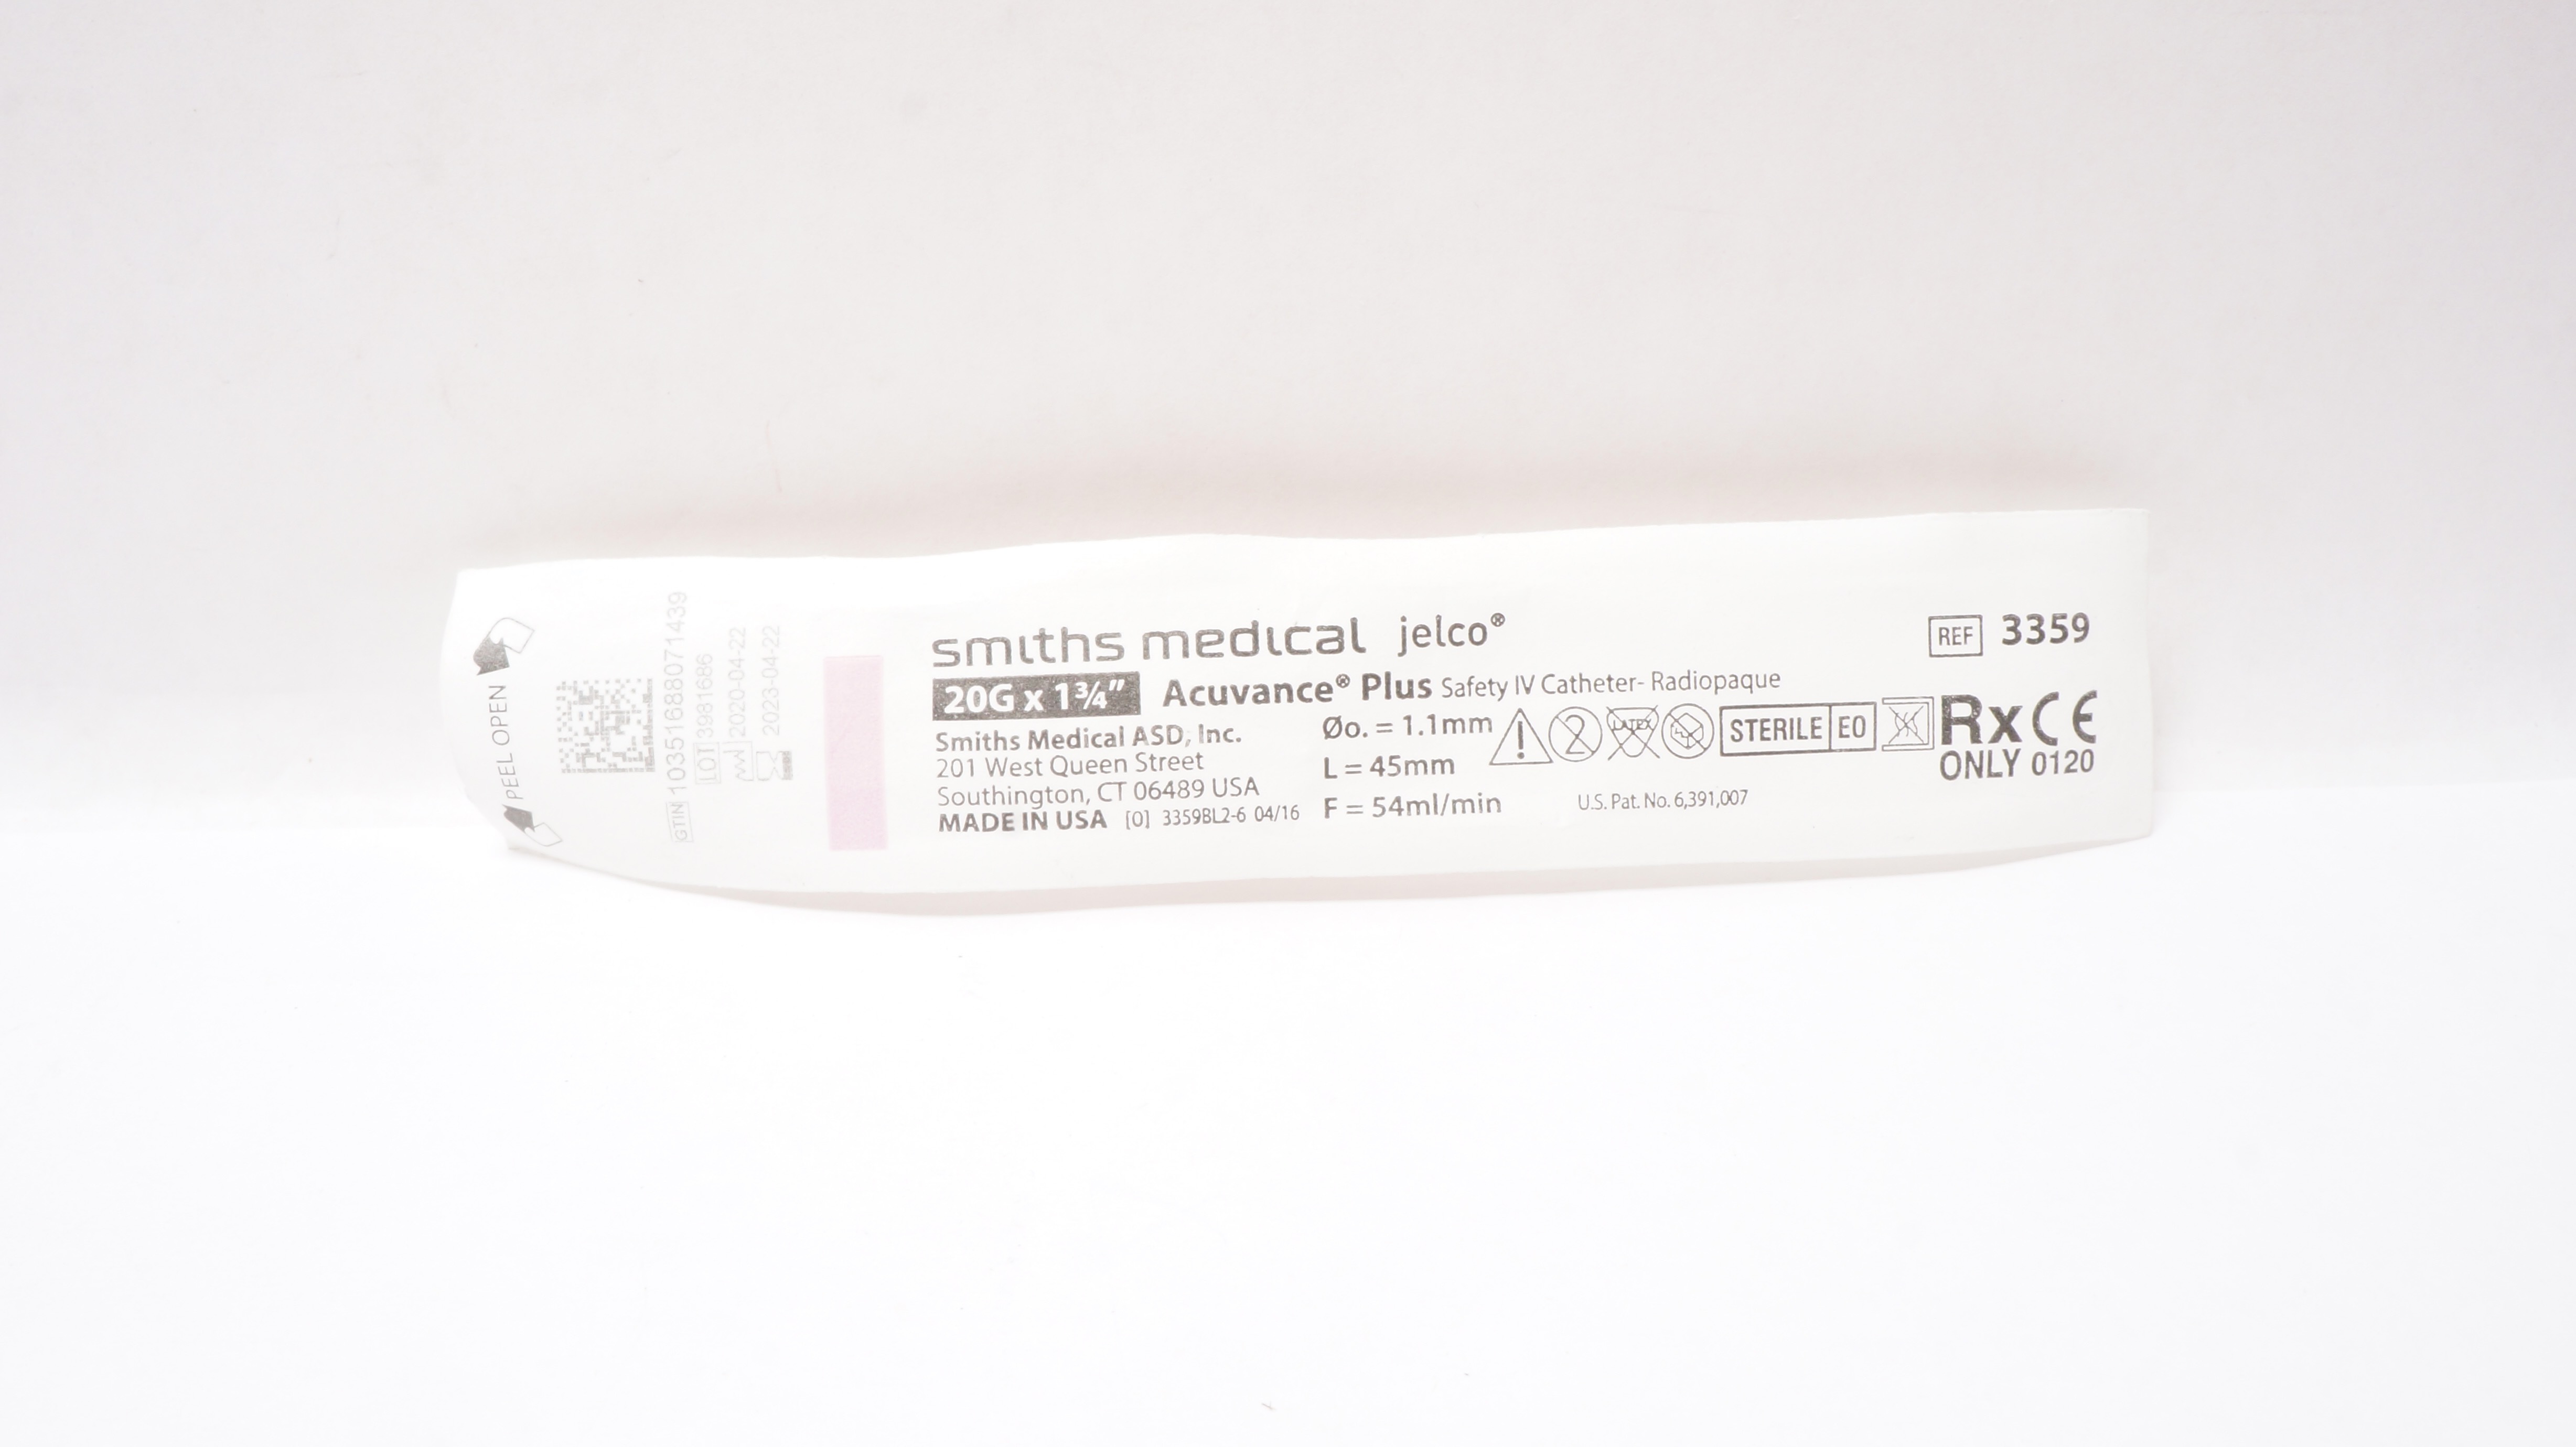 PEEL OPEN
GTIN 10351688071439
LOT 3981686
2020-04-22
2023-04-22
smiths medical jelco®
REF 3359
20G x 1¾" Acuvance® Plus Safety IV Catheter- Radiopaque
Smiths Medical ASD, Inc.
201 West Queen Street
Southington, CT 06489 USA
MADE IN USA [0] 3359BL2-6 04/16
Øo. = 1.1mm
L = 45mm
F = 54ml/min
2 LATEX STERILE EO
U.S. Pat. No. 6,391,007
Rx CE
ONLY 0120